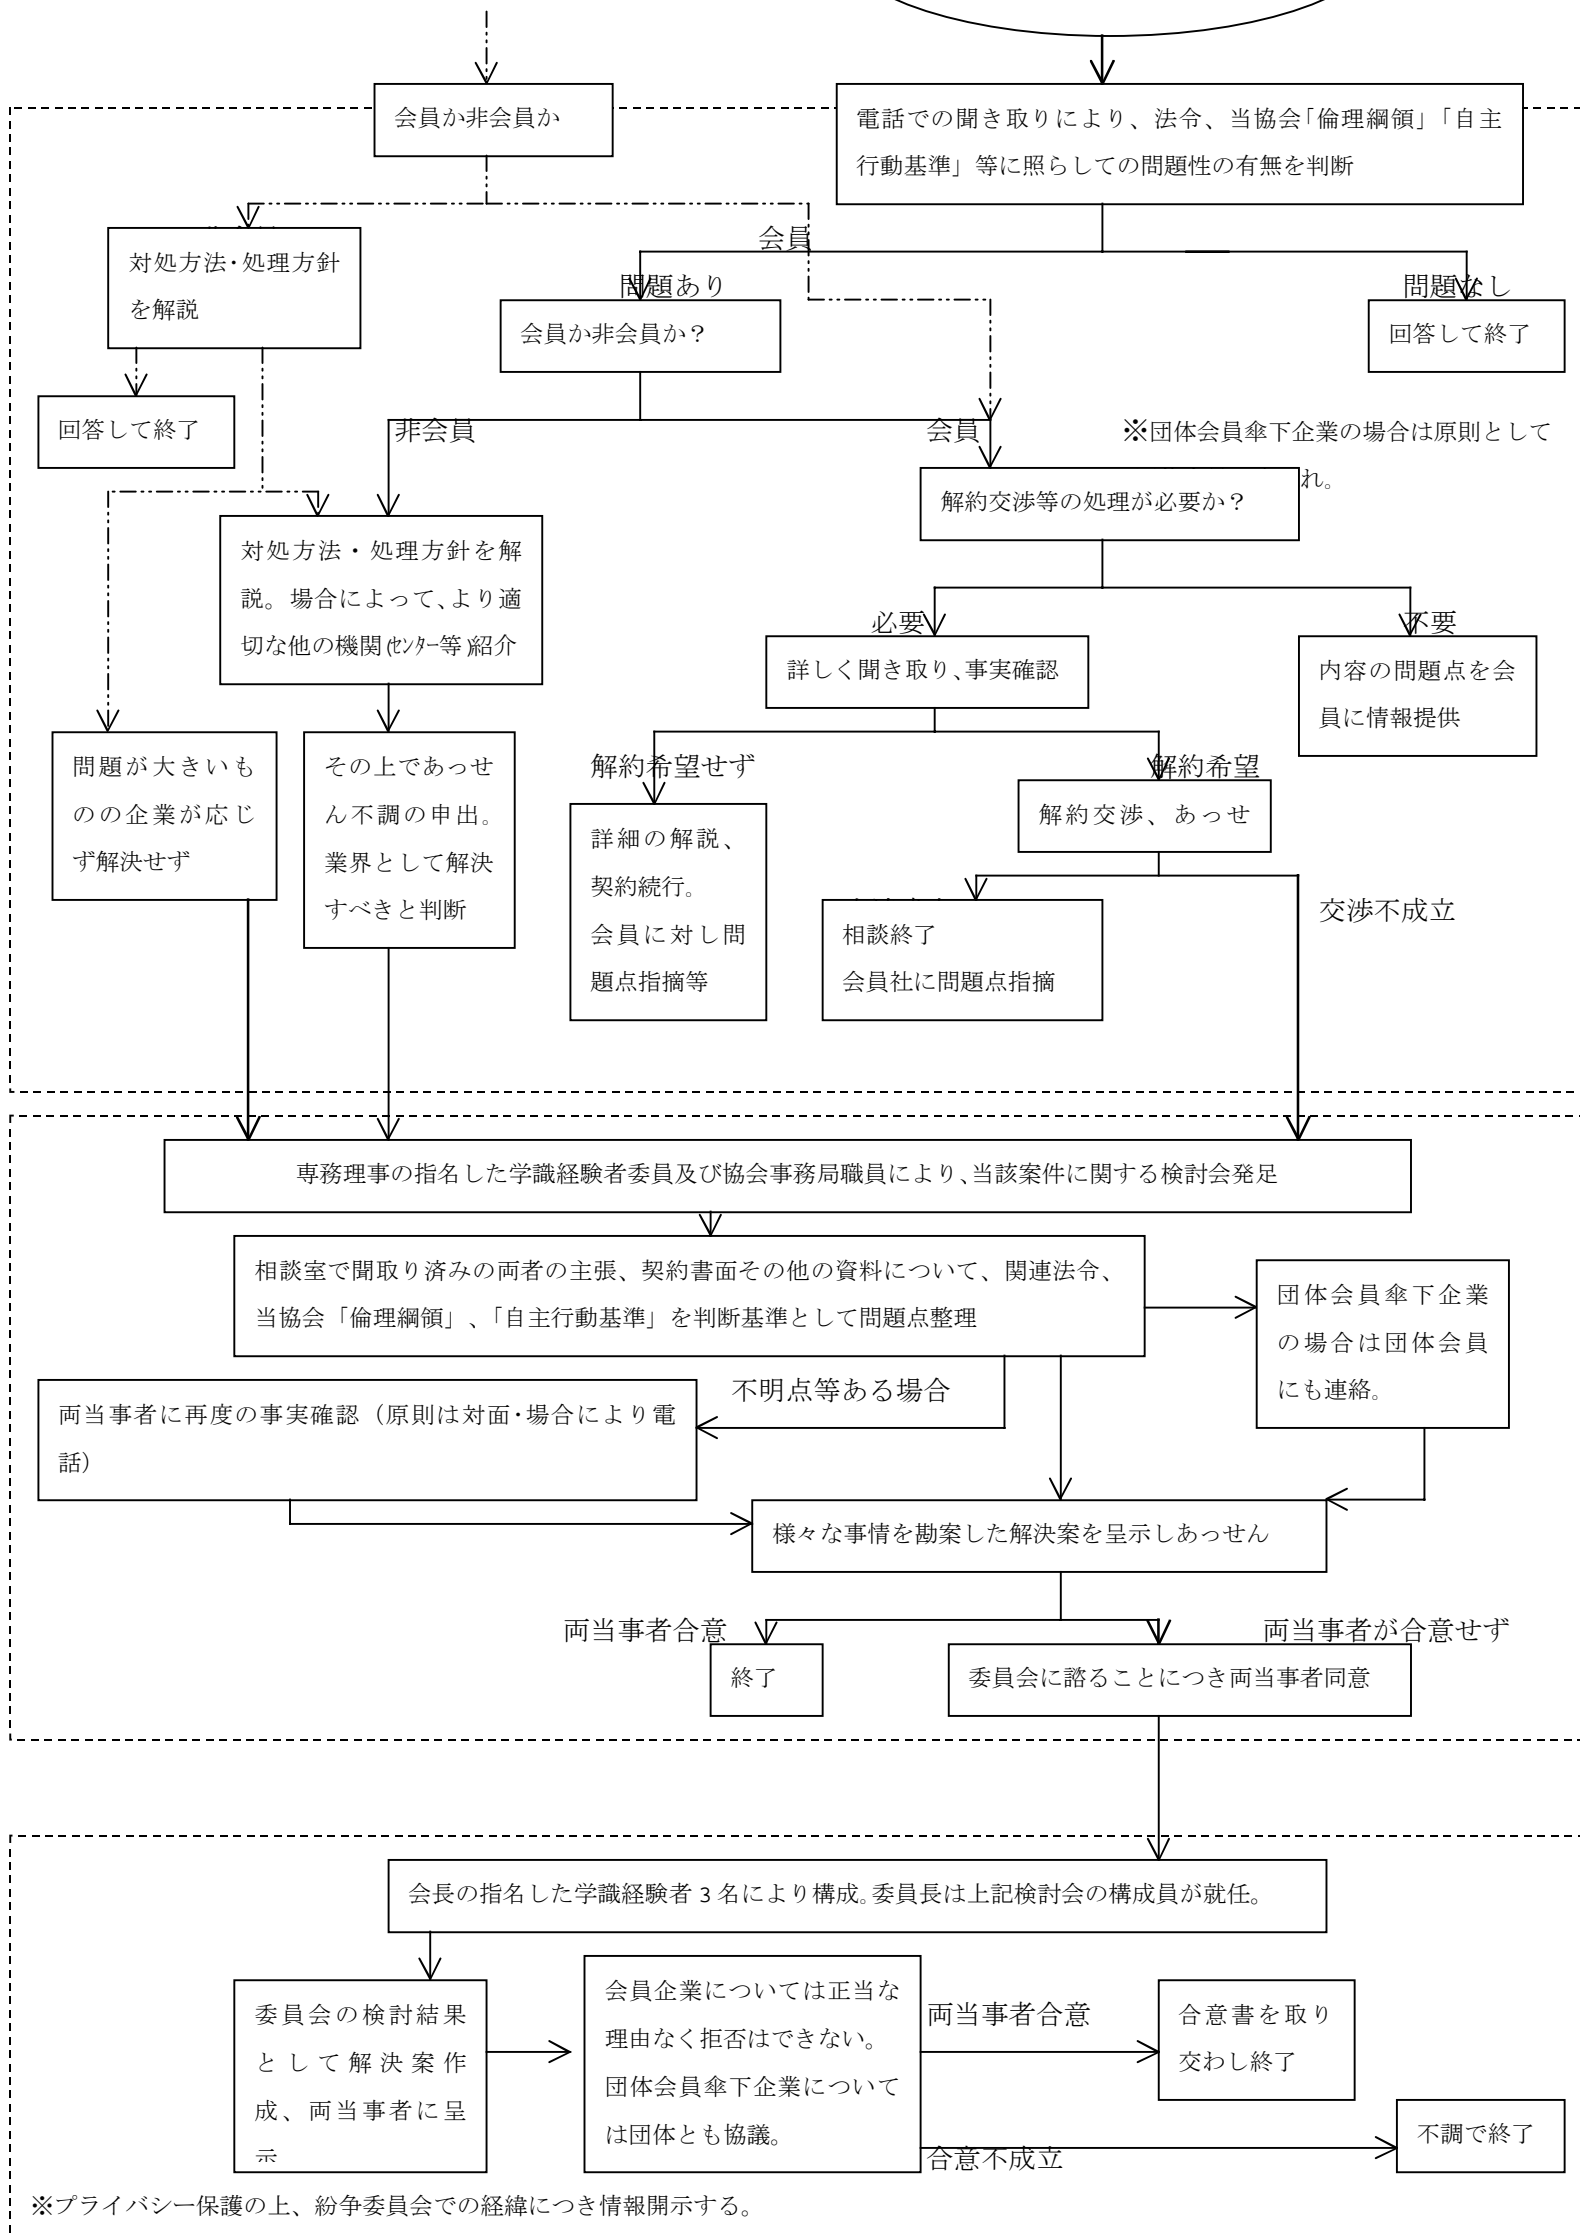 会員か非会員か
電話での聞き取りにより、法令、当協会「倫理綱領」「自主
行動基準」等に照らしての問題性の有無を判断
会員
対処方法・処理方針
を解説
問題あり
問題なし
会員か非会員か？
回答して終了
回答して終了
非会員
会員
※団体会員傘下企業の場合は原則として
れ。
解約交渉等の処理が必要か？
対処方法・処理方針を解
説。場合によって、より適
切な他の機関(センター等)紹介
必要
不要
詳しく聞き取り、事実確認
内容の問題点を会
員に情報提供
問題が大きいも
のの企業が応じ
ず解決せず
その上であっせ
ん不調の申出。
業界として解決
すべきと判断
解約希望せず
解約希望
詳細の解説、
契約続行。
会員に対し問
題点指摘等
解約交渉、あっせ
相談終了
会員社に問題点指摘
交渉不成立
専務理事の指名した学識経験者委員及び協会事務局職員により、当該案件に関する検討会発足
相談室で聞取り済みの両者の主張、契約書面その他の資料について、関連法令、
当協会「倫理綱領」、「自主行動基準」を判断基準として問題点整理
団体会員傘下企業
の場合は団体会員
にも連絡。
不明点等ある場合
両当事者に再度の事実確認（原則は対面・場合により電
話）
様々な事情を勘案した解決案を呈示しあっせん
両当事者合意
両当事者が合意せず
終了
委員会に諮ることにつき両当事者同意
会長の指名した学識経験者 3 名により構成。委員長は上記検討会の構成員が就任。
委員会の検討結果
として解決案作
成、両当事者に呈
示
会員企業については正当な
理由なく拒否はできない。
団体会員傘下企業について
は団体とも協議。
両当事者合意
合意書を取り
交わし終了
合意不成立
不調で終了
※プライバシー保護の上、紛争委員会での経緯につき情報開示する。